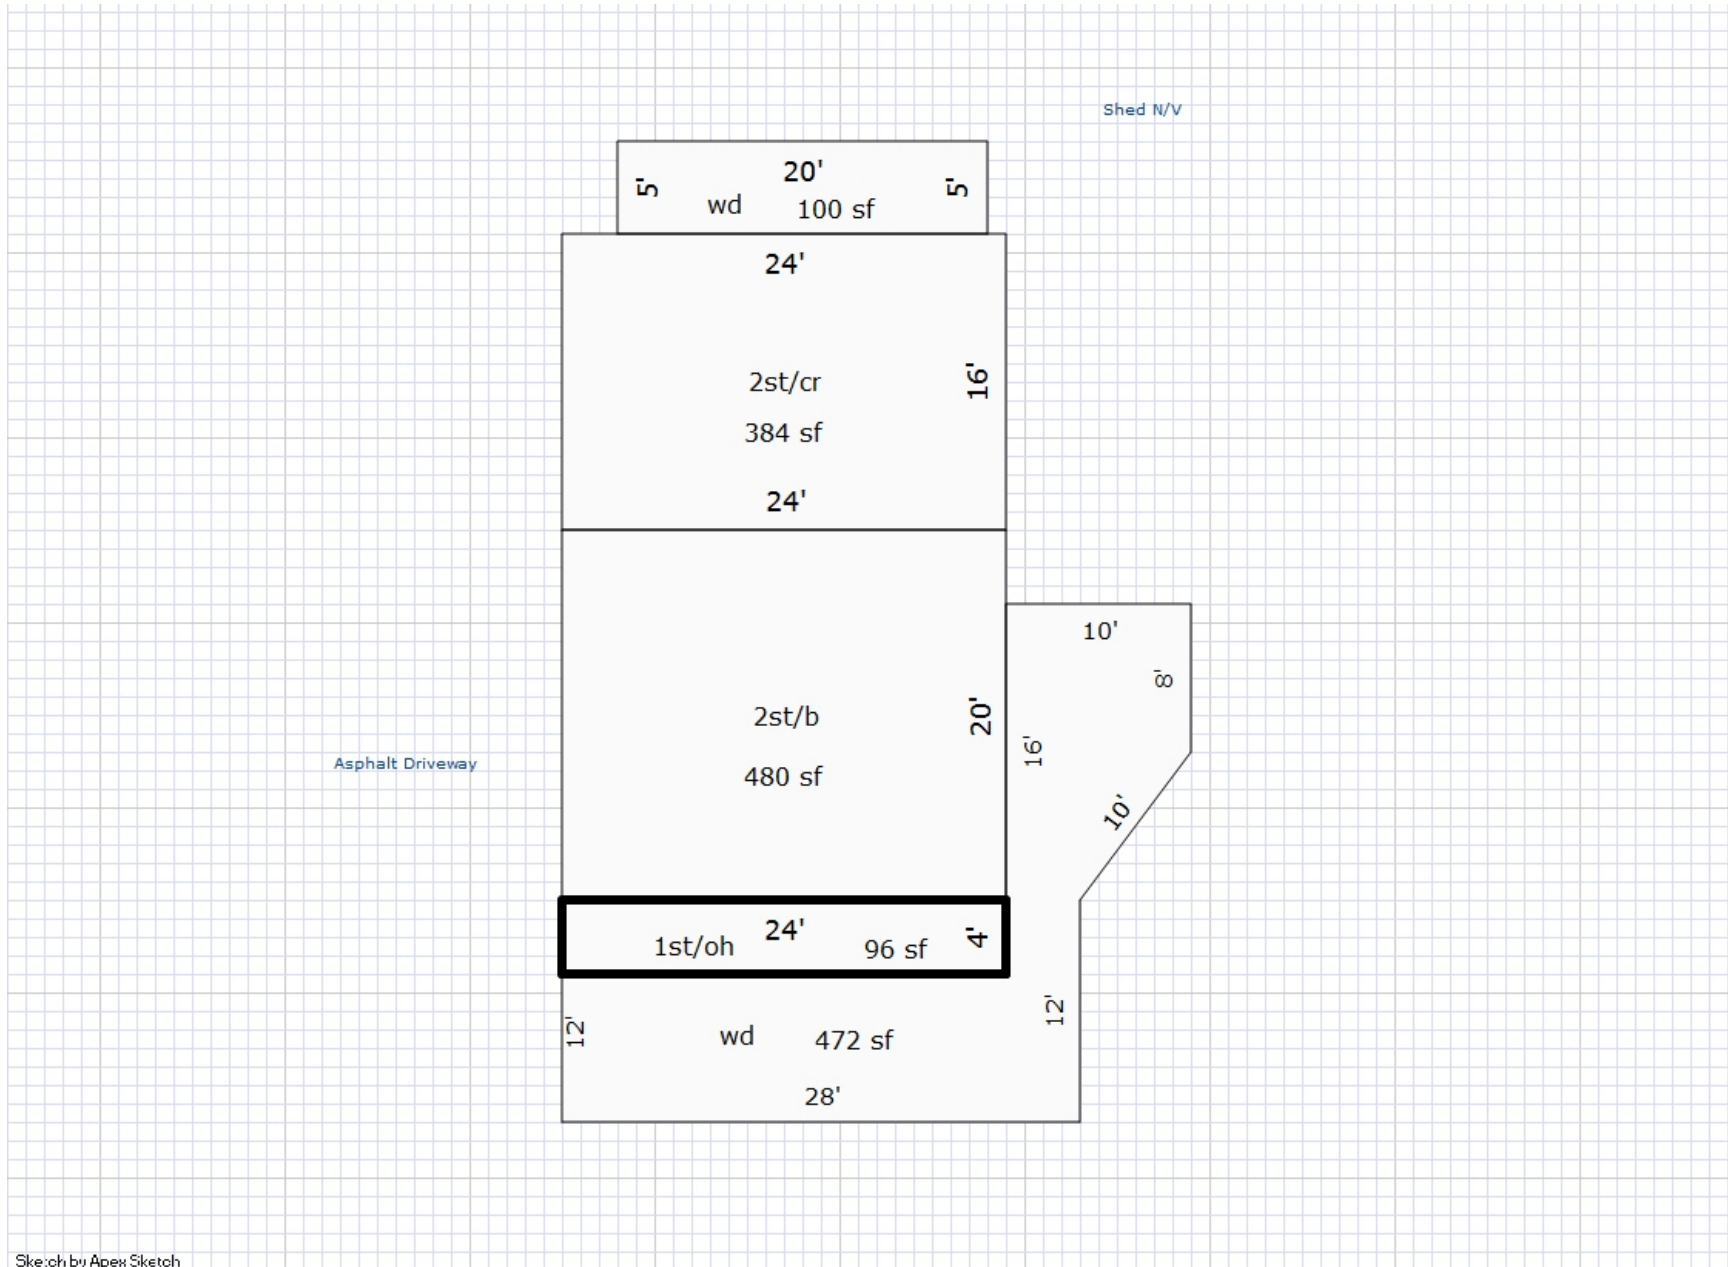 Shed N/V
20'
5'
5'
wd 100 sf
24'
2st/cr
16'
384 sf
24'
10'
8'
2st/b
20'
16'
480 sf
Asphalt Driveway
10'
24'
1st/oh 96 sf
4'
12'
12'
wd 472 sf
28'
Sketch by Apex Sketch